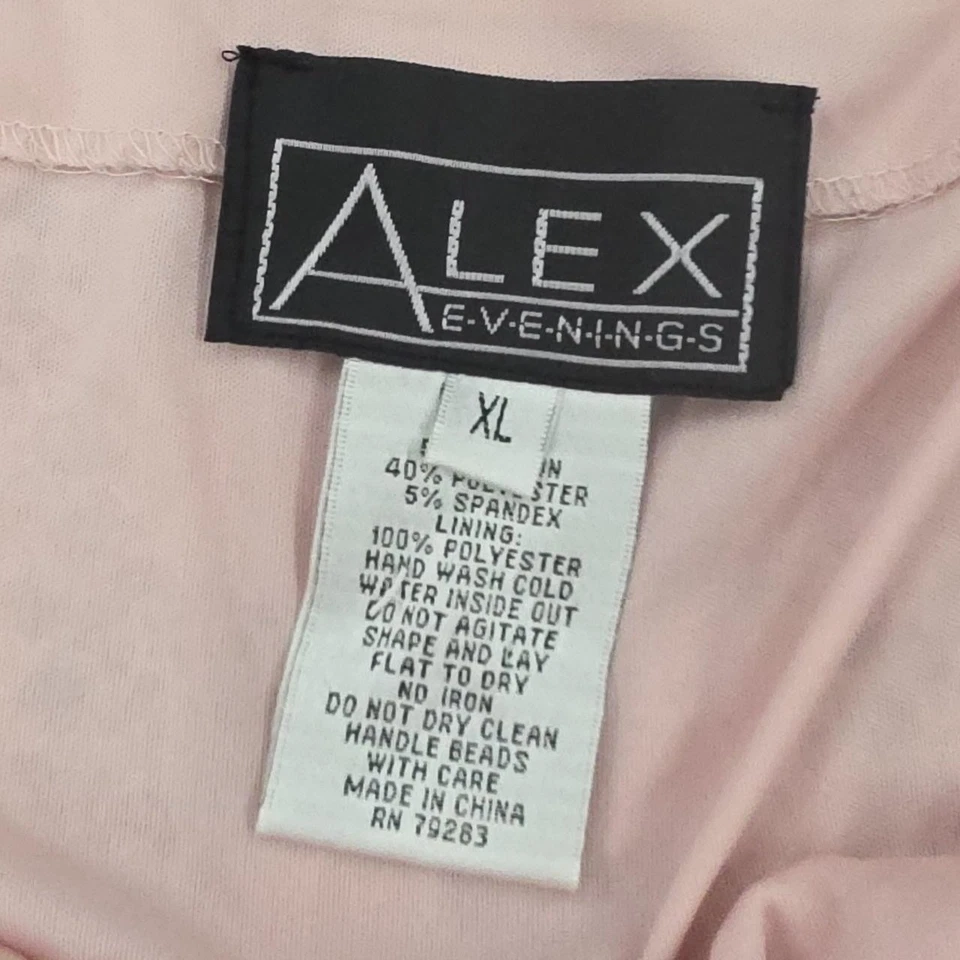 ALEX
E-V-E-N-I-N-G-S
XL
40% POLYESTER
5% SPANDEX
LINING:
100% POLYESTER
HAND WASH COLD
WATER INSIDE OUT
DO NOT AGITATE
SHAPE AND LAY
FLAT TO DRY
NO IRON
DO NOT DRY CLEAN
HANDLE BEADS
WITH CARE
MADE IN CHINA
RN 79263